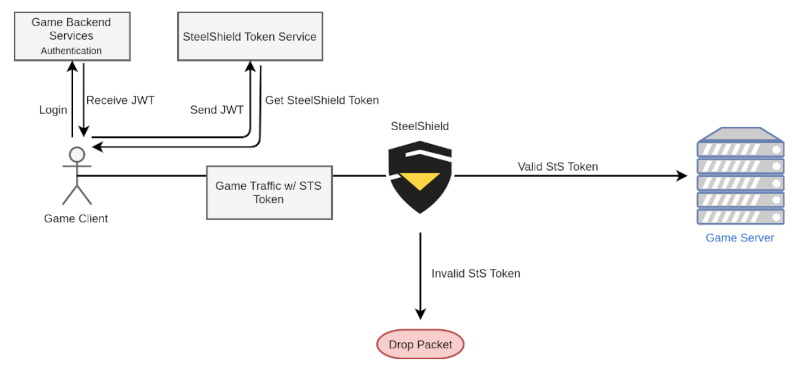 Game Backend
Services
Authentication
SteelShield Token Service
Login
Receive JWT
Send JWT
Get SteelShield Token
SteelShield
Game Client
Game Traffic w/ STS
Token
Valid StS Token
Game Server
Invalid StS Token
Drop Packet